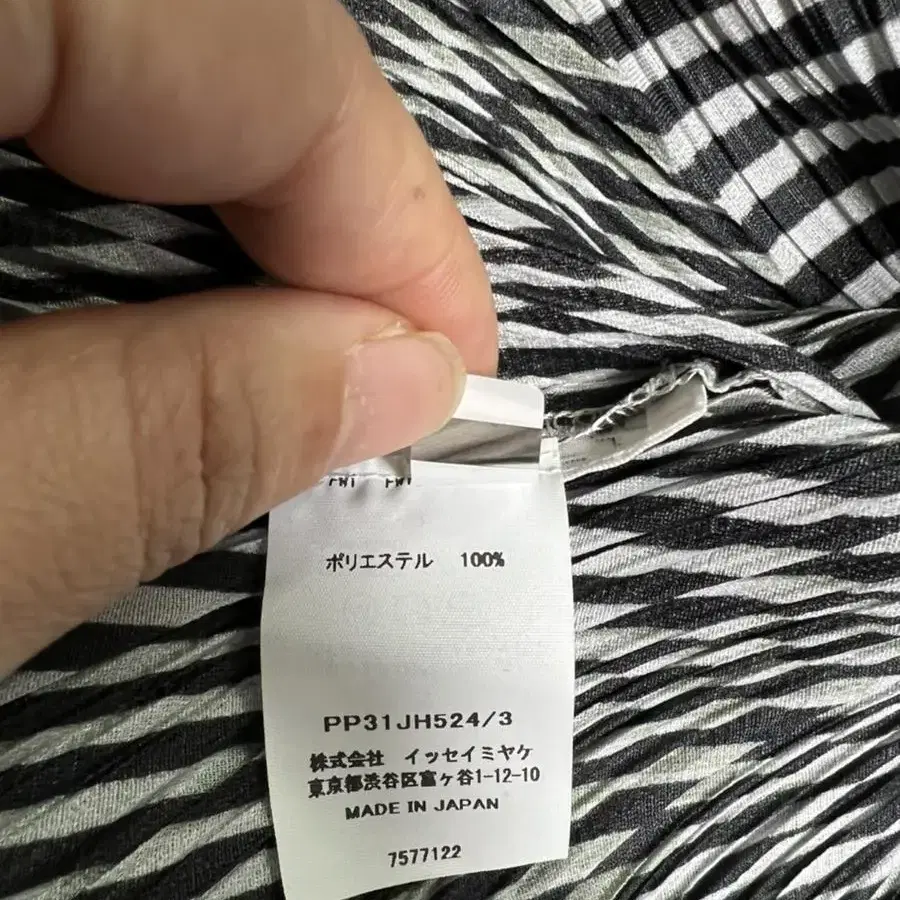 ポリエステル 100%
PP31JH524/3
株式会社 イッセイミヤケ
東京都渋谷区富ヶ谷1-12-10
MADE IN JAPAN
7577122